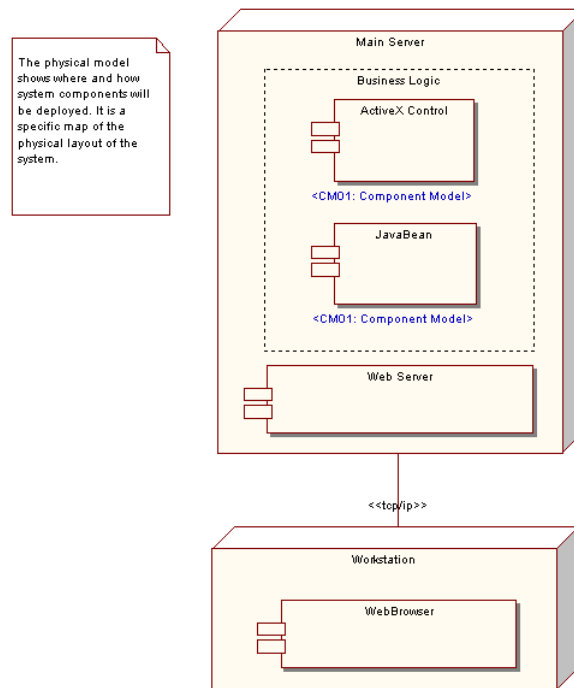 The physical model
shows where and how
system components will
be deployed. It is a
specific map of the
physical layout of the
system.
Main Server
Business Logic
ActiveX Control
<CM01: Component Model>
JavaBean
<CM01: Component Model>
Web Server
<<tcp/ip>>
Workstation
WebBrowser